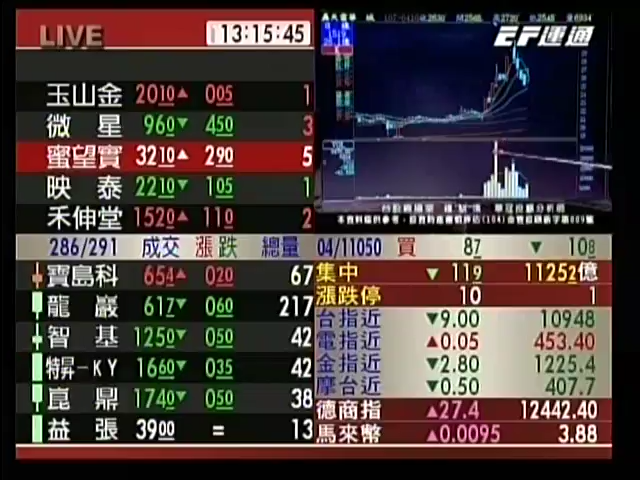 LIVE
13:15:45
EF運通
玉山金 2010▲ 005 1
微星 960▼ 450 3
蜜望實 3210▲ 290 5
映泰 2210▼ 105 1
禾伸堂 1520▲ 110 2
286/291 成交 漲跌 總量
寶島科 654▲ 020 67
龍巖 617▼ 060 217
智基 1250▼ 050 42
特昇-KY 1660▼ 035 42
崑鼎 1740▼ 050 38
益張 3900 = 13
04/11050 買 87 ▼ 108
集中 ▼ 119 11252億
漲跌停 10 1
台指近 ▼9.00 10948
電指近 ▲0.05 453.40
金指近 ▼2.80 1225.4
摩台近 ▼0.50 407.7
德商指 ▲27.4 12442.40
馬來幣 ▲0.0095 3.88